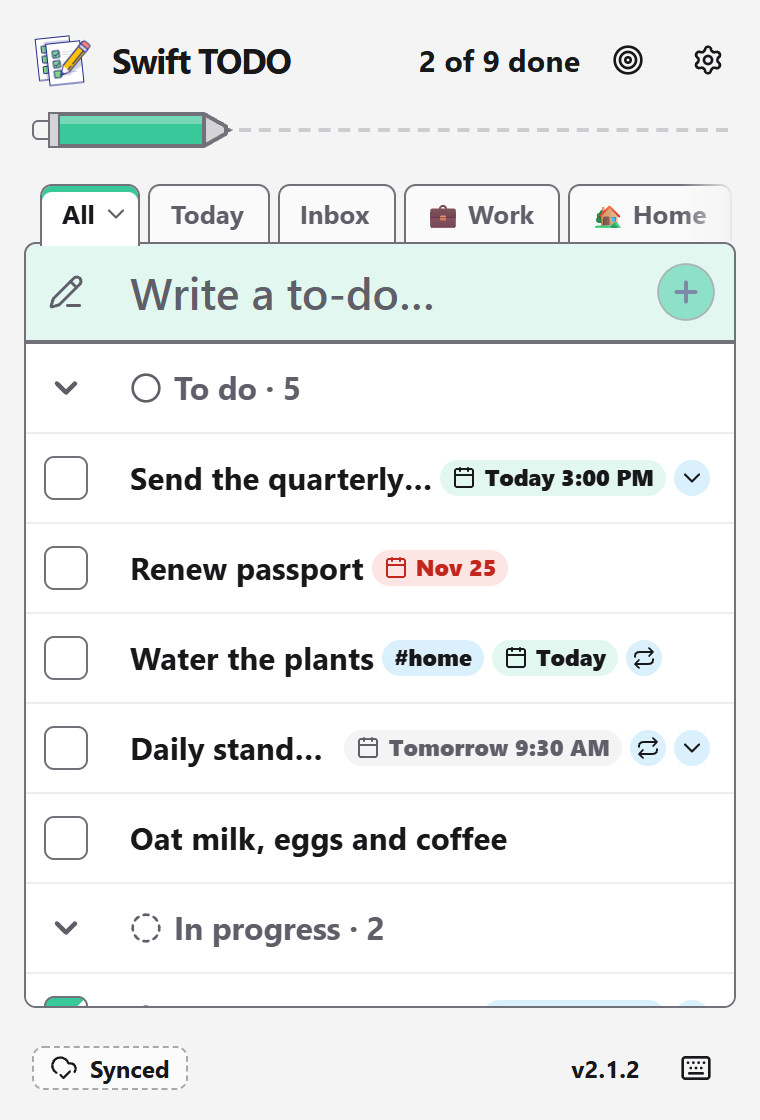 Swift TODO
2 of 9 done
All
Today
Inbox
Work
Home
Write a to-do...
To do · 5
Send the quarterly... Today 3:00 PM
Renew passport Nov 25
Water the plants #home Today
Daily stand... Tomorrow 9:30 AM
Oat milk, eggs and coffee
In progress · 2
Synced
v2.1.2